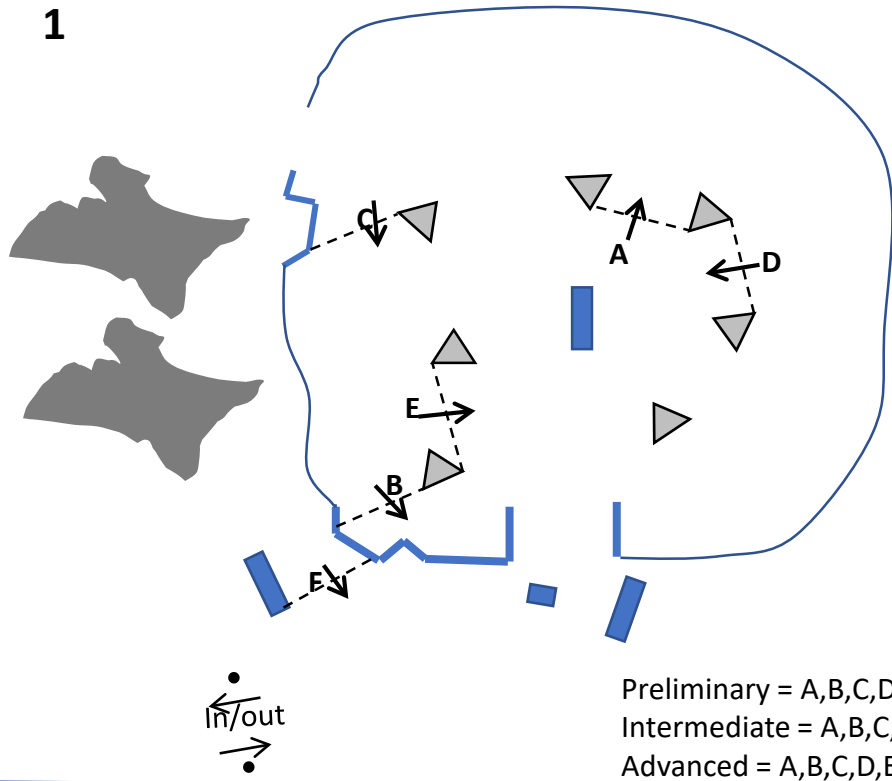 1
C
A
D
E
B
F
In/out
Preliminary = A,B,C,D
Intermediate = A,B,C,
Advanced = A,B,C,D,E